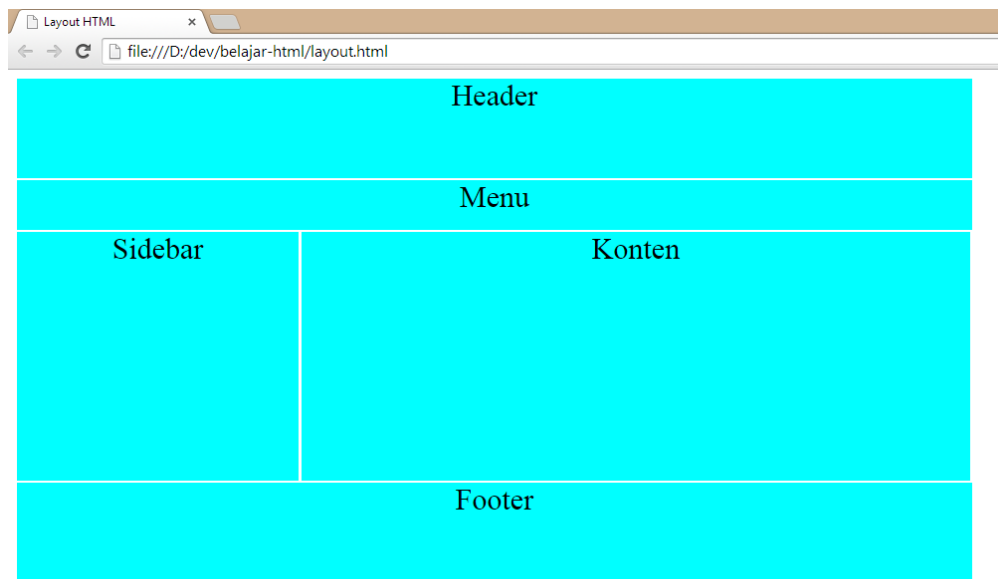 Layout HTML
file:///D:/dev/belajar-html/layout.html
Header
Menu
Sidebar
Konten
Footer